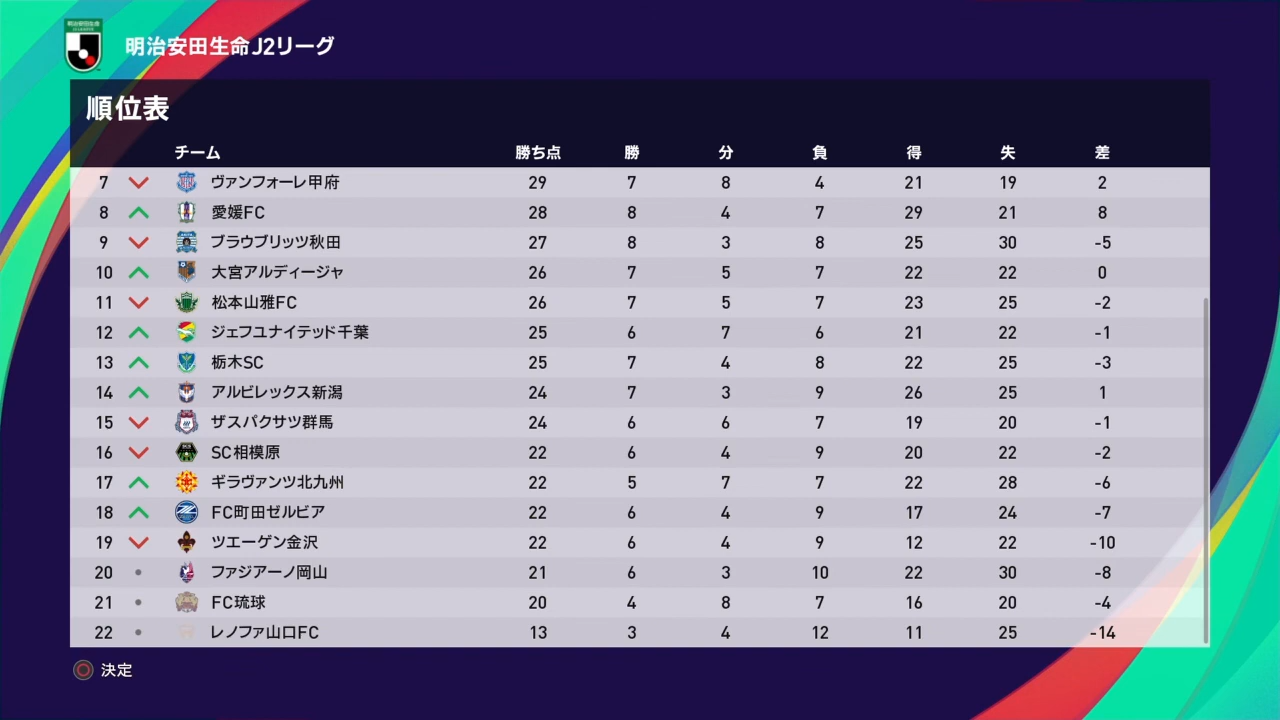 明治安田生命J2リーグ
順位表
チーム 勝ち点 勝 分 負 得 失 差
7 ヴァンフォーレ甲府 29 7 8 4 21 19 2
8 愛媛FC 28 8 4 7 29 21 8
9 ブラウブリッツ秋田 27 8 3 8 25 30 -5
10 大宮アルディージャ 26 7 5 7 22 22 0
11 松本山雅FC 26 7 5 7 23 25 -2
12 ジェフユナイテッド千葉 25 6 7 6 21 22 -1
13 栃木SC 25 7 4 8 22 25 -3
14 アルビレックス新潟 24 7 3 9 26 25 1
15 ザスパクサツ群馬 24 6 6 7 19 20 -1
16 SC相模原 22 6 4 9 20 22 -2
17 ギラヴァンツ北九州 22 5 7 7 22 28 -6
18 FC町田ゼルビア 22 6 4 9 17 24 -7
19 ツエーゲン金沢 22 6 4 9 12 22 -10
20 ファジアーノ岡山 21 6 3 10 22 30 -8
21 FC琉球 20 4 8 7 16 20 -4
22 レノファ山口FC 13 3 4 12 11 25 -14
決定